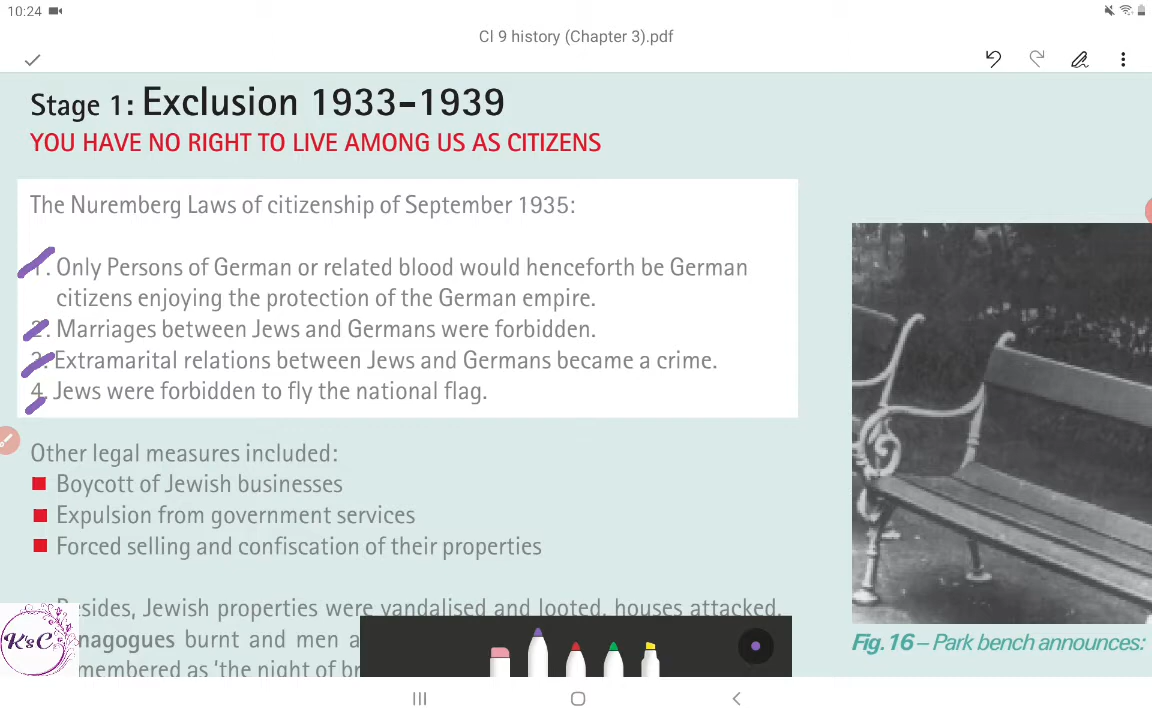 10:24
Cl 9 history (Chapter 3).pdf
Stage 1: Exclusion 1933–1939
YOU HAVE NO RIGHT TO LIVE AMONG US AS CITIZENS
The Nuremberg Laws of citizenship of September 1935:
1. Only Persons of German or related blood would henceforth be German
citizens enjoying the protection of the German empire.
2. Marriages between Jews and Germans were forbidden.
3. Extramarital relations between Jews and Germans became a crime.
4. Jews were forbidden to fly the national flag.
Other legal measures included:
Boycott of Jewish businesses
Expulsion from government services
Forced selling and confiscation of their properties
Jewish properties were vandalised and looted, houses attacked,
burnt and men
as 'the night of
K's C
Fig. 16 – Park bench announces: